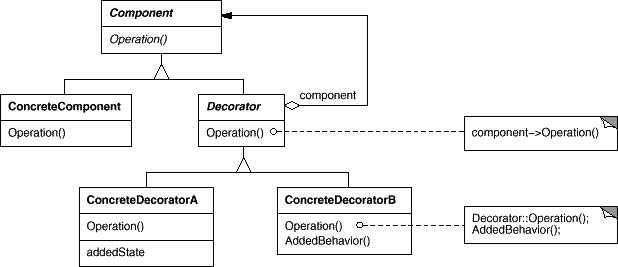 Component
Operation()
component
ConcreteComponent
Operation()
Decorator
Operation()
component->Operation()
ConcreteDecoratorA
Operation()
addedState
ConcreteDecoratorB
Operation()
AddedBehavior()
Decorator::Operation();
AddedBehavior();